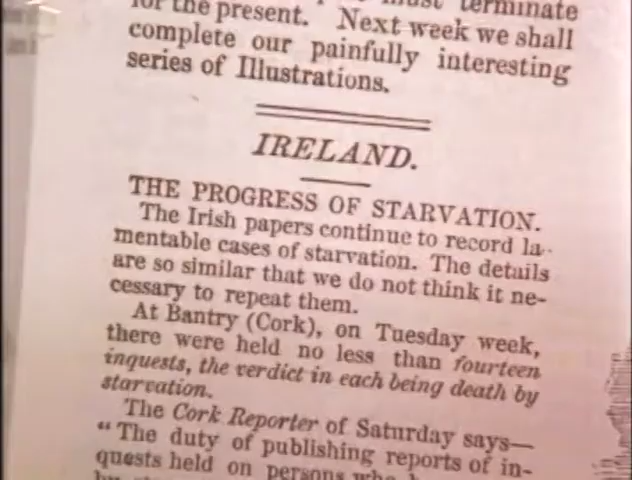 for the present. Next week we shall
complete our painfully interesting
series of Illustrations.
IRELAND.
THE PROGRESS OF STARVATION.
The Irish papers continue to record la-
mentable cases of starvation. The details
are so similar that we do not think it ne-
cessary to repeat them.
At Bantry (Cork), on Tuesday week,
there were held no less than fourteen
inquests, the verdict in each being death by
starvation.
The Cork Reporter of Saturday says—
"The duty of publishing reports of in-
quests held on persons who